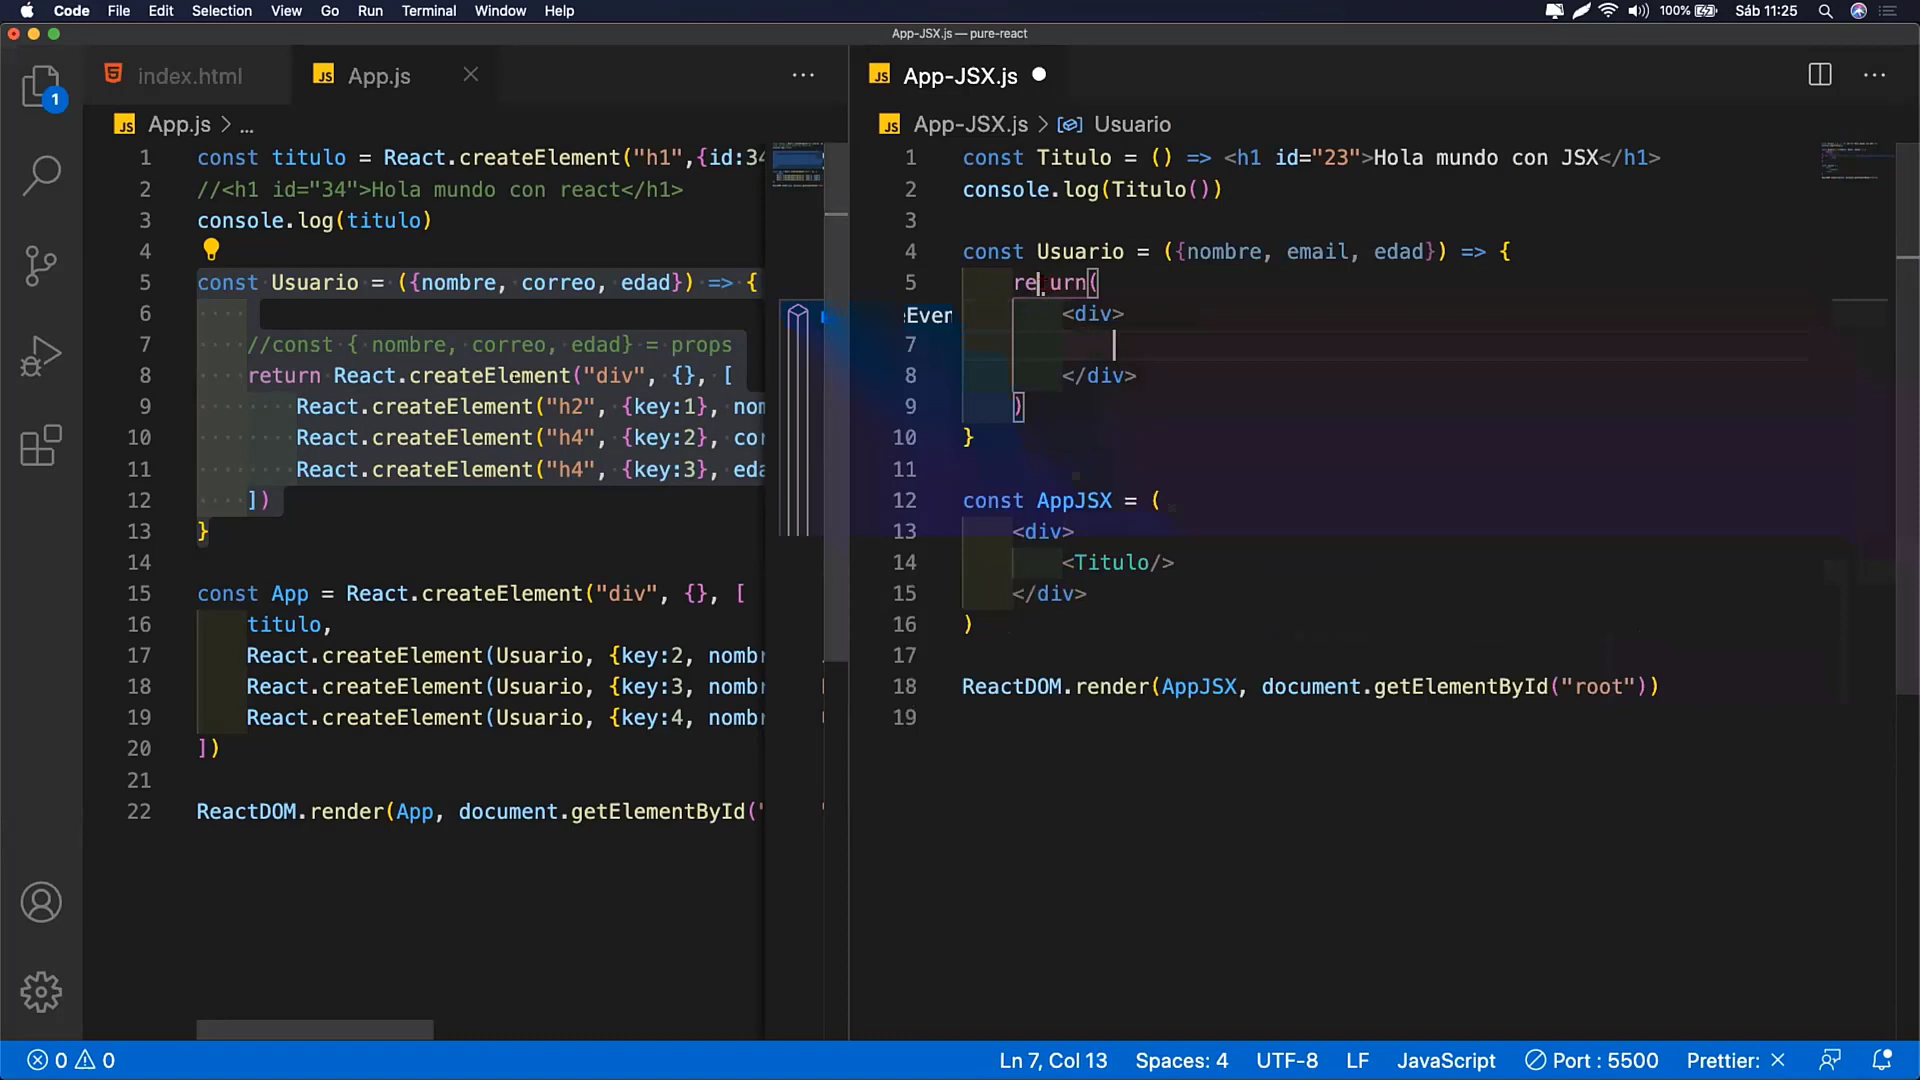 Code File Edit Selection View Go Run Terminal Window Help 100% Sáb 11:25
App-JSX.js — pure-react
index.html App.js
App.js > ...
1 const titulo = React.createElement("h1",{id:34
2 //<h1 id="34">Hola mundo con react</h1>
3 console.log(titulo)
4
5 const Usuario = ({nombre, correo, edad}) => {
6
7 //const { nombre, correo, edad} = props
8 return React.createElement("div", {}, [
9 React.createElement("h2", {key:1}, nom
10 React.createElement("h4", {key:2}, cor
11 React.createElement("h4", {key:3}, eda
12 ])
13 }
14
15 const App = React.createElement("div", {}, [
16 titulo,
17 React.createElement(Usuario, {key:2, nombr
18 React.createElement(Usuario, {key:3, nombr
19 React.createElement(Usuario, {key:4, nombr
20 ])
21
22 ReactDOM.render(App, document.getElementById("
App-JSX.js
App-JSX.js > Usuario
1 const Titulo = () => <h1 id="23">Hola mundo con JSX</h1>
2 console.log(Titulo())
3
4 const Usuario = ({nombre, email, edad}) => {
5 return(
6 <div>
7
8 </div>
9 )
10 }
11
12 const AppJSX = (
13 <div>
14 <Titulo/>
15 </div>
16 )
17
18 ReactDOM.render(AppJSX, document.getElementById("root"))
19
1
0 0 Ln 7, Col 13 Spaces: 4 UTF-8 LF JavaScript Port : 5500 Prettier: ×